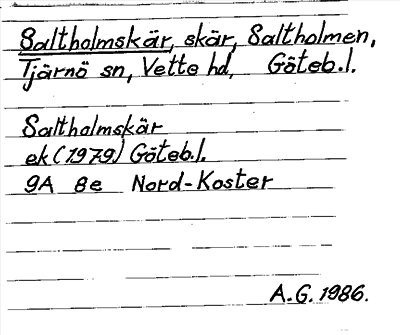 Saltholmskär, skär, Saltholmen,
Tjärnö sn, Vette hd, Göteb.l.
Saltholmskär
ek (1979) Göteb.l.
9A 8e Nord-Koster
A.G. 1986.